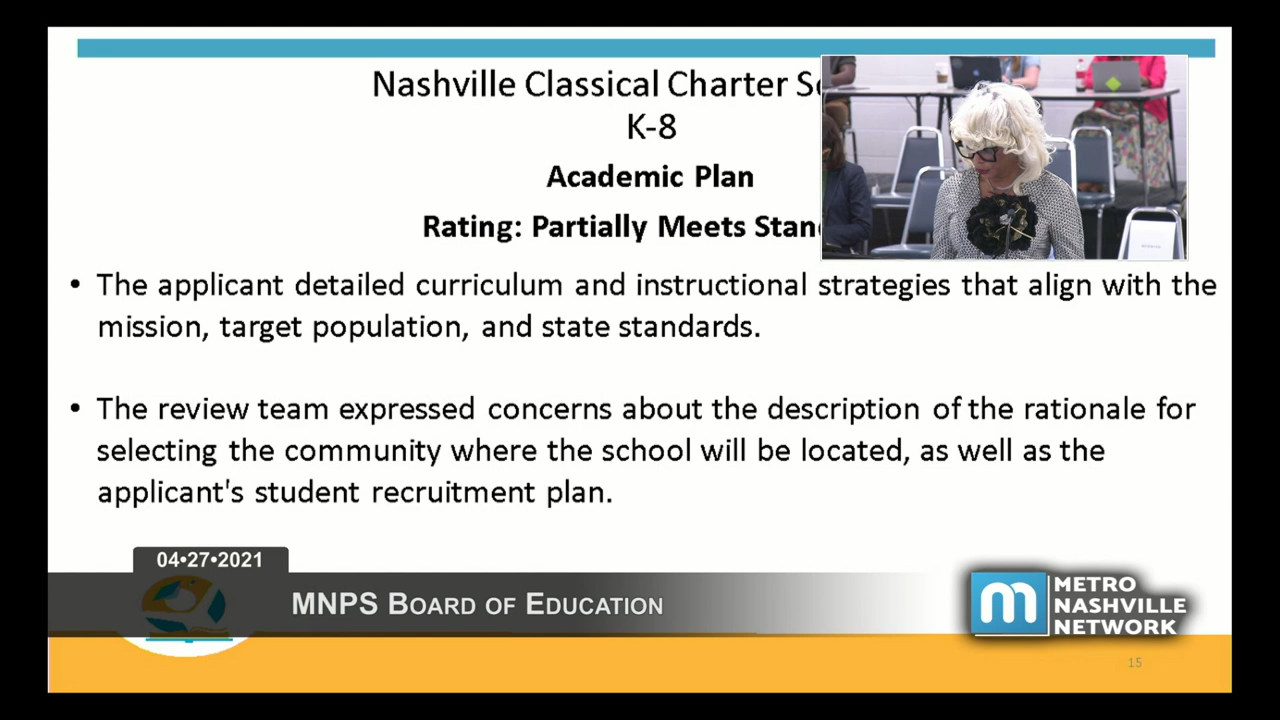 Nashville Classical Charter Sc
K-8
Academic Plan
Rating: Partially Meets Stan
• The applicant detailed curriculum and instructional strategies that align with the
mission, target population, and state standards.
• The review team expressed concerns about the description of the rationale for
selecting the community where the school will be located, as well as the
applicant's student recruitment plan.
04•27•2021
MNPS BOARD OF EDUCATION
m METRO
NASHVILLE
NETWORK
15